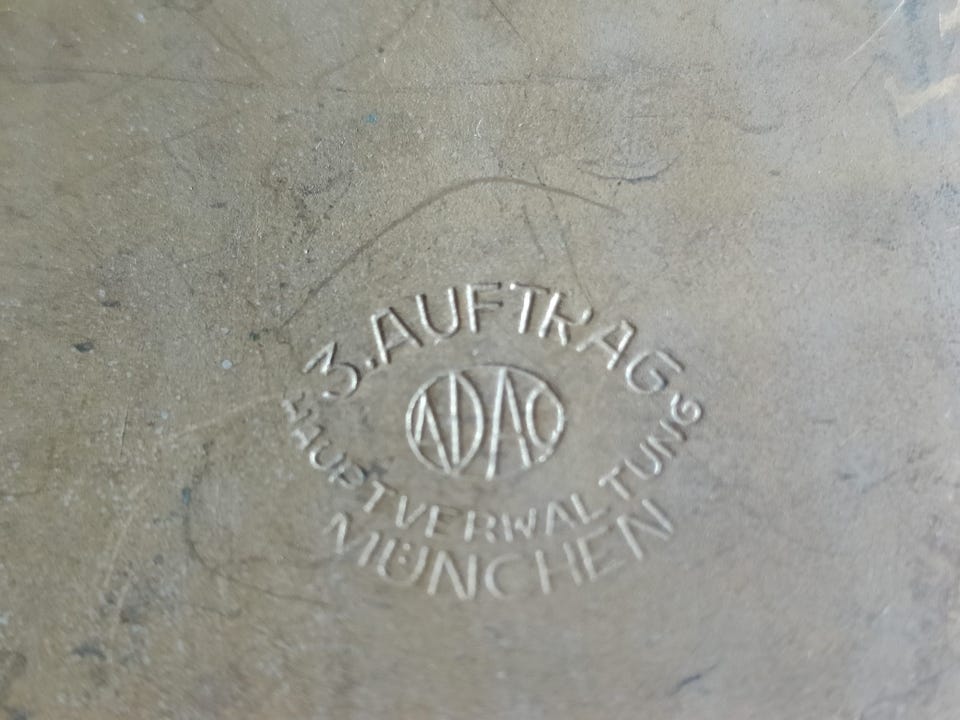 3. AUFTRAG
ADAC
HAUPTVERWALTUNG
MÜNCHEN